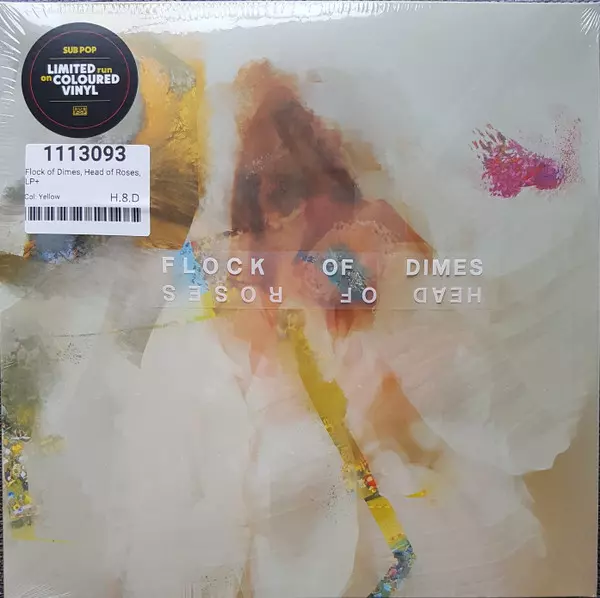 SUB POP
LIMITED run
on COLOURED
VINYL
1113093
Flock of Dimes, Head of Roses,
LP+
Col: Yellow H.8.D
FLOCK OF DIMES
HEAD OF ROSES